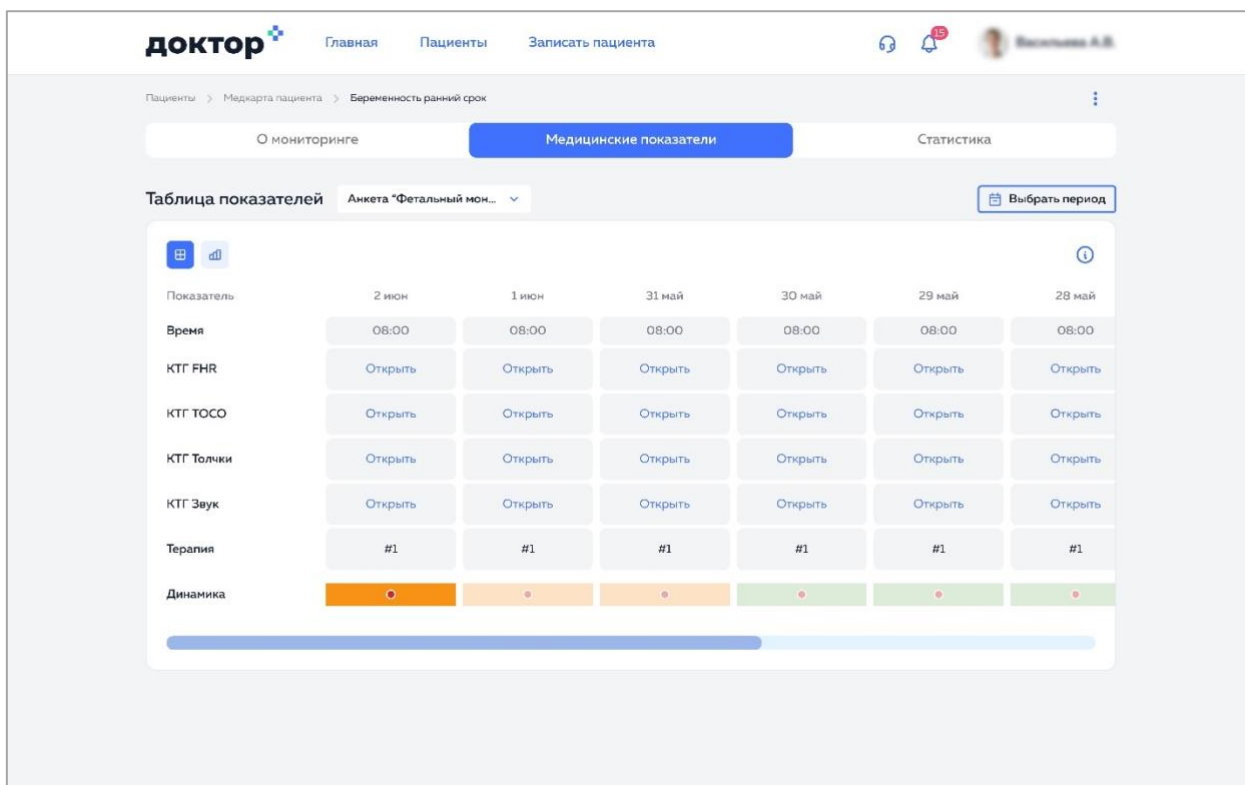 доктор Главная Пациенты Записать пациента 15
Пациенты > Медкарта пациента > Беременность ранний срок
О мониторинге Медицинские показатели Статистика
Таблица показателей Анкета "Фетальный мон... Выбрать период
Показатель 2 июн 1 июн 31 май 30 май 29 май 28 май
Время 08:00 08:00 08:00 08:00 08:00 08:00
КТГ FHR Открыть Открыть Открыть Открыть Открыть Открыть
КТГ TOCO Открыть Открыть Открыть Открыть Открыть Открыть
КТГ Толчки Открыть Открыть Открыть Открыть Открыть Открыть
КТГ Звук Открыть Открыть Открыть Открыть Открыть Открыть
Терапия #1 #1 #1 #1 #1 #1
Динамика